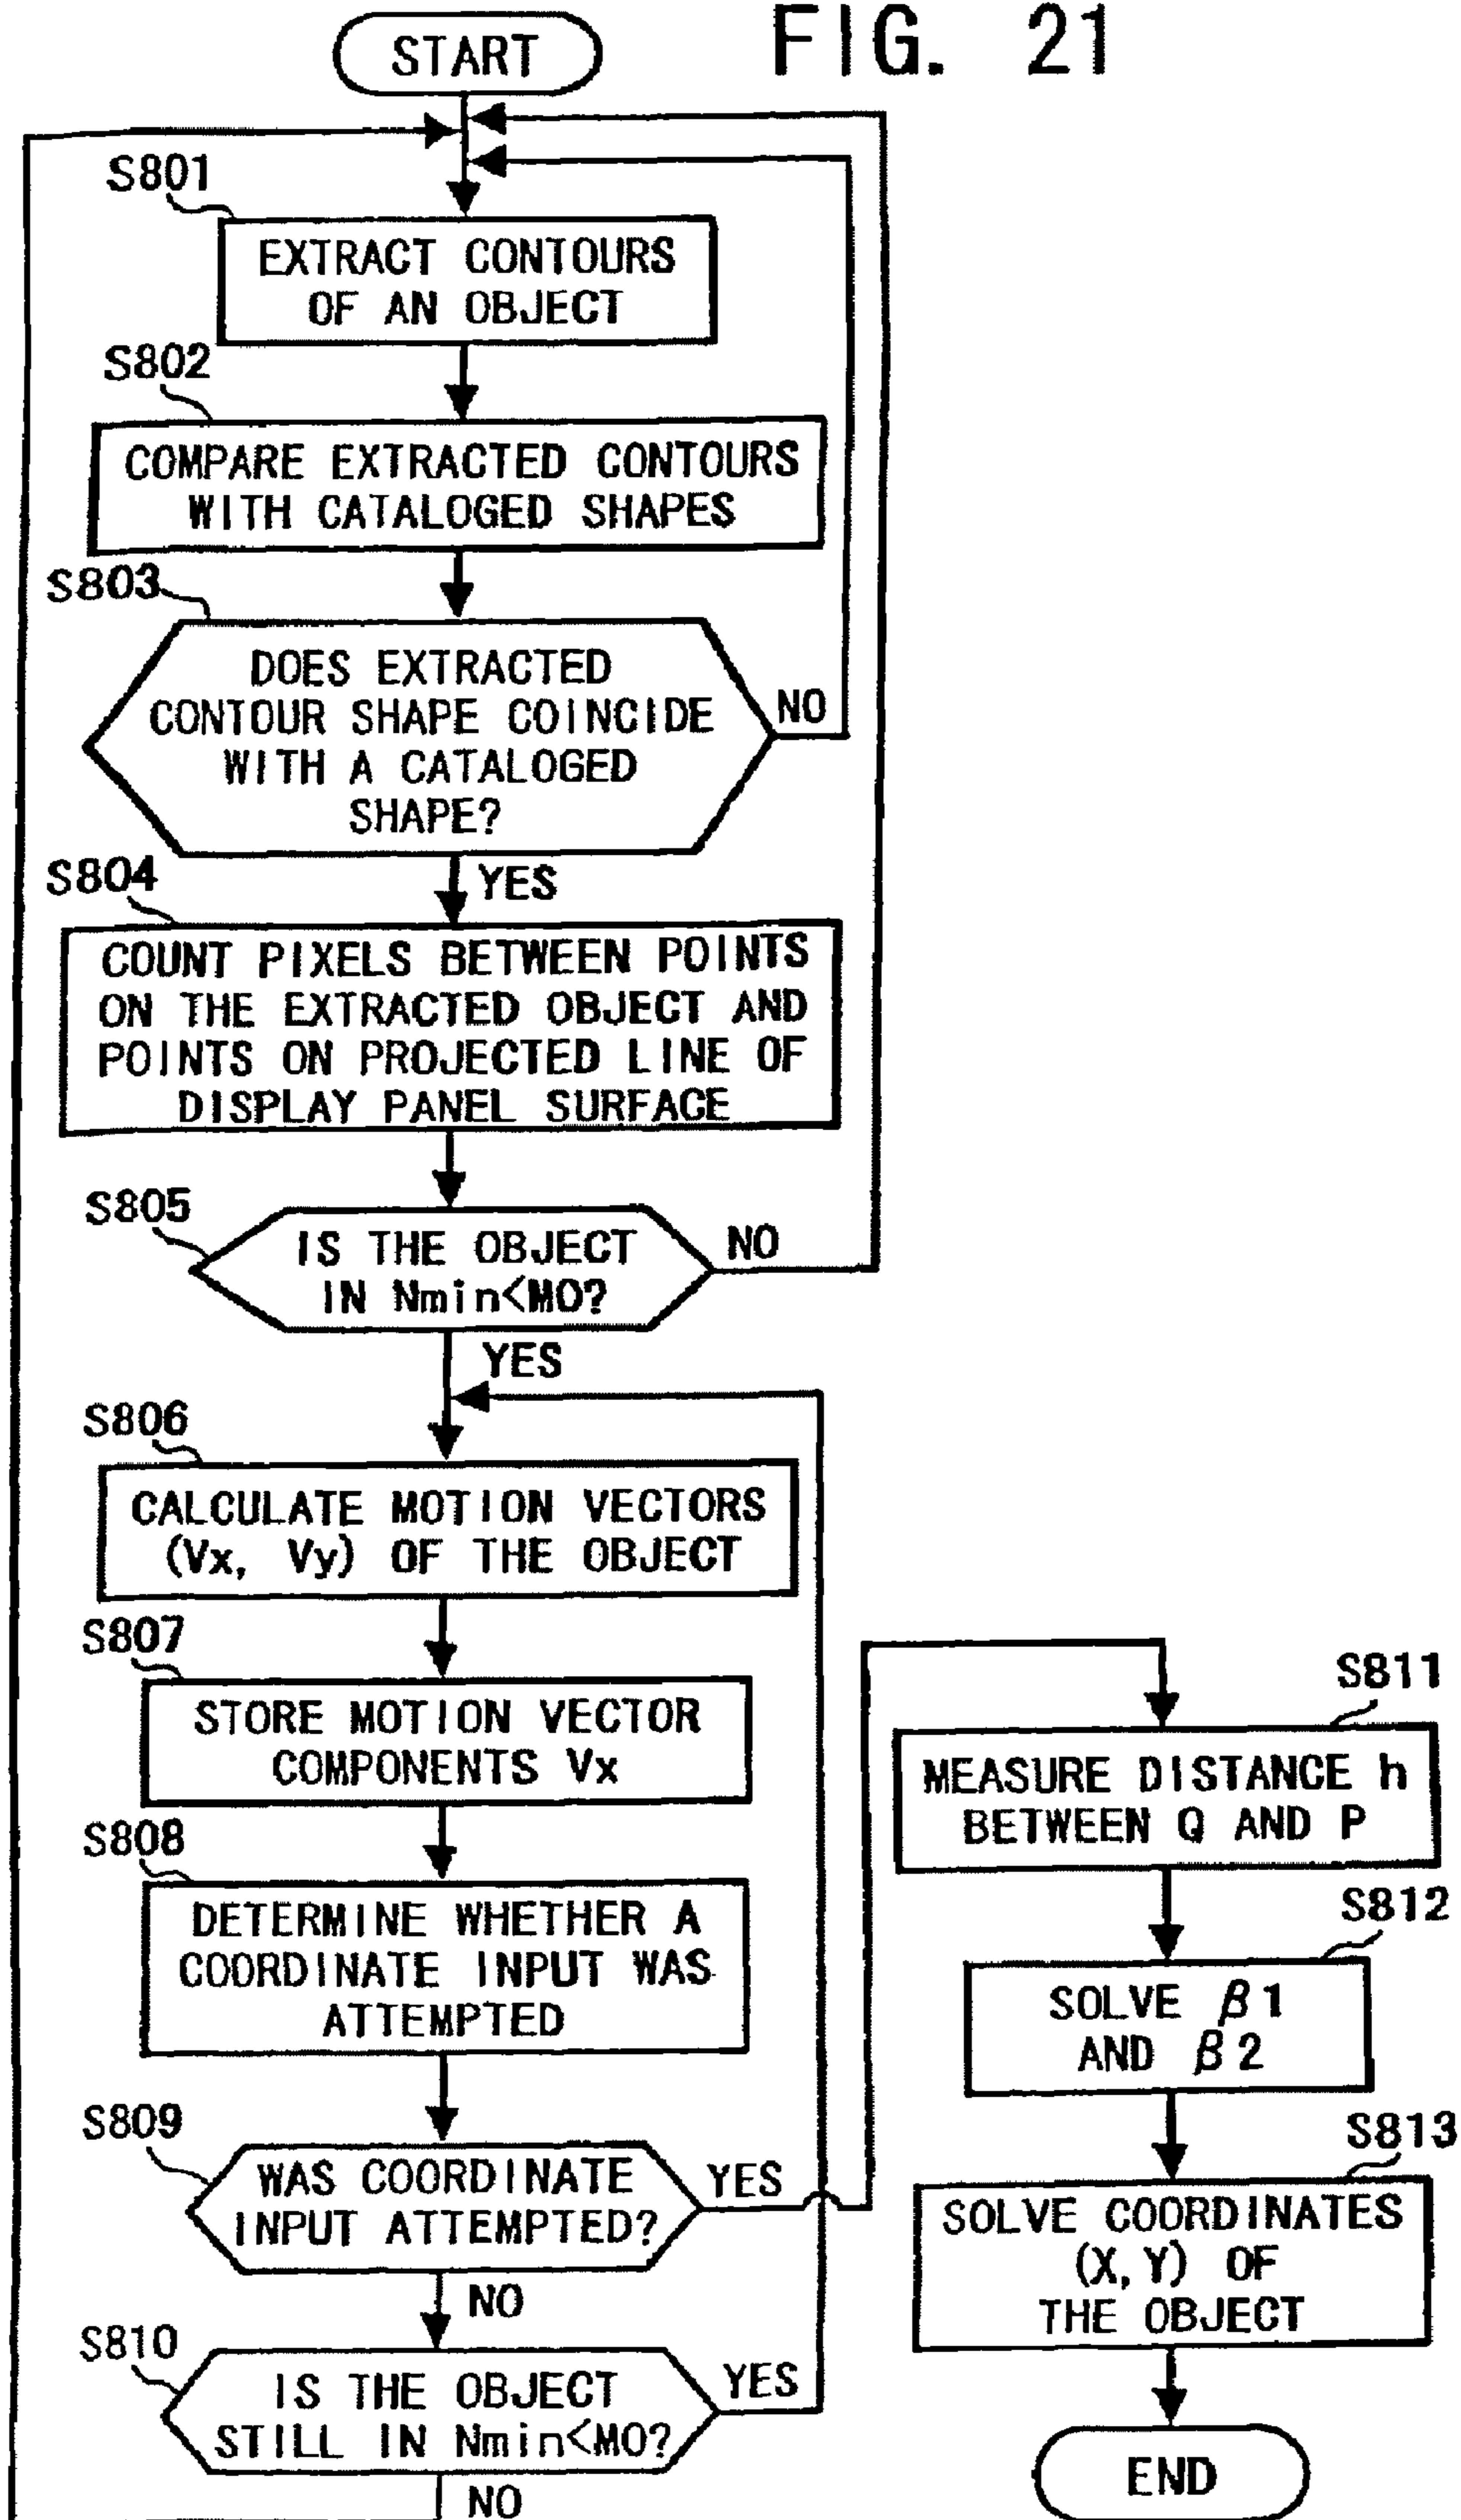 FIG. 21
START
S801
EXTRACT CONTOURS
OF AN OBJECT
S802
COMPARE EXTRACTED CONTOURS
WITH CATALOGED SHAPES
S803
DOES EXTRACTED
CONTOUR SHAPE COINCIDE
WITH A CATALOGED
SHAPE?
NO
YES
S804
COUNT PIXELS BETWEEN POINTS
ON THE EXTRACTED OBJECT AND
POINTS ON PROJECTED LINE OF
DISPLAY PANEL SURFACE
S805
IS THE OBJECT
IN Nmin<MO?
NO
YES
S806
CALCULATE MOTION VECTORS
(Vx, Vy) OF THE OBJECT
S807
STORE MOTION VECTOR
COMPONENTS Vx
S808
DETERMINE WHETHER A
COORDINATE INPUT WAS
ATTEMPTED
S809
WAS COORDINATE
INPUT ATTEMPTED?
YES
NO
S810
IS THE OBJECT
STILL IN Nmin<MO?
YES
NO
S811
MEASURE DISTANCE h
BETWEEN Q AND P
S812
SOLVE β1
AND β2
S813
SOLVE COORDINATES
(X, Y) OF
THE OBJECT
END